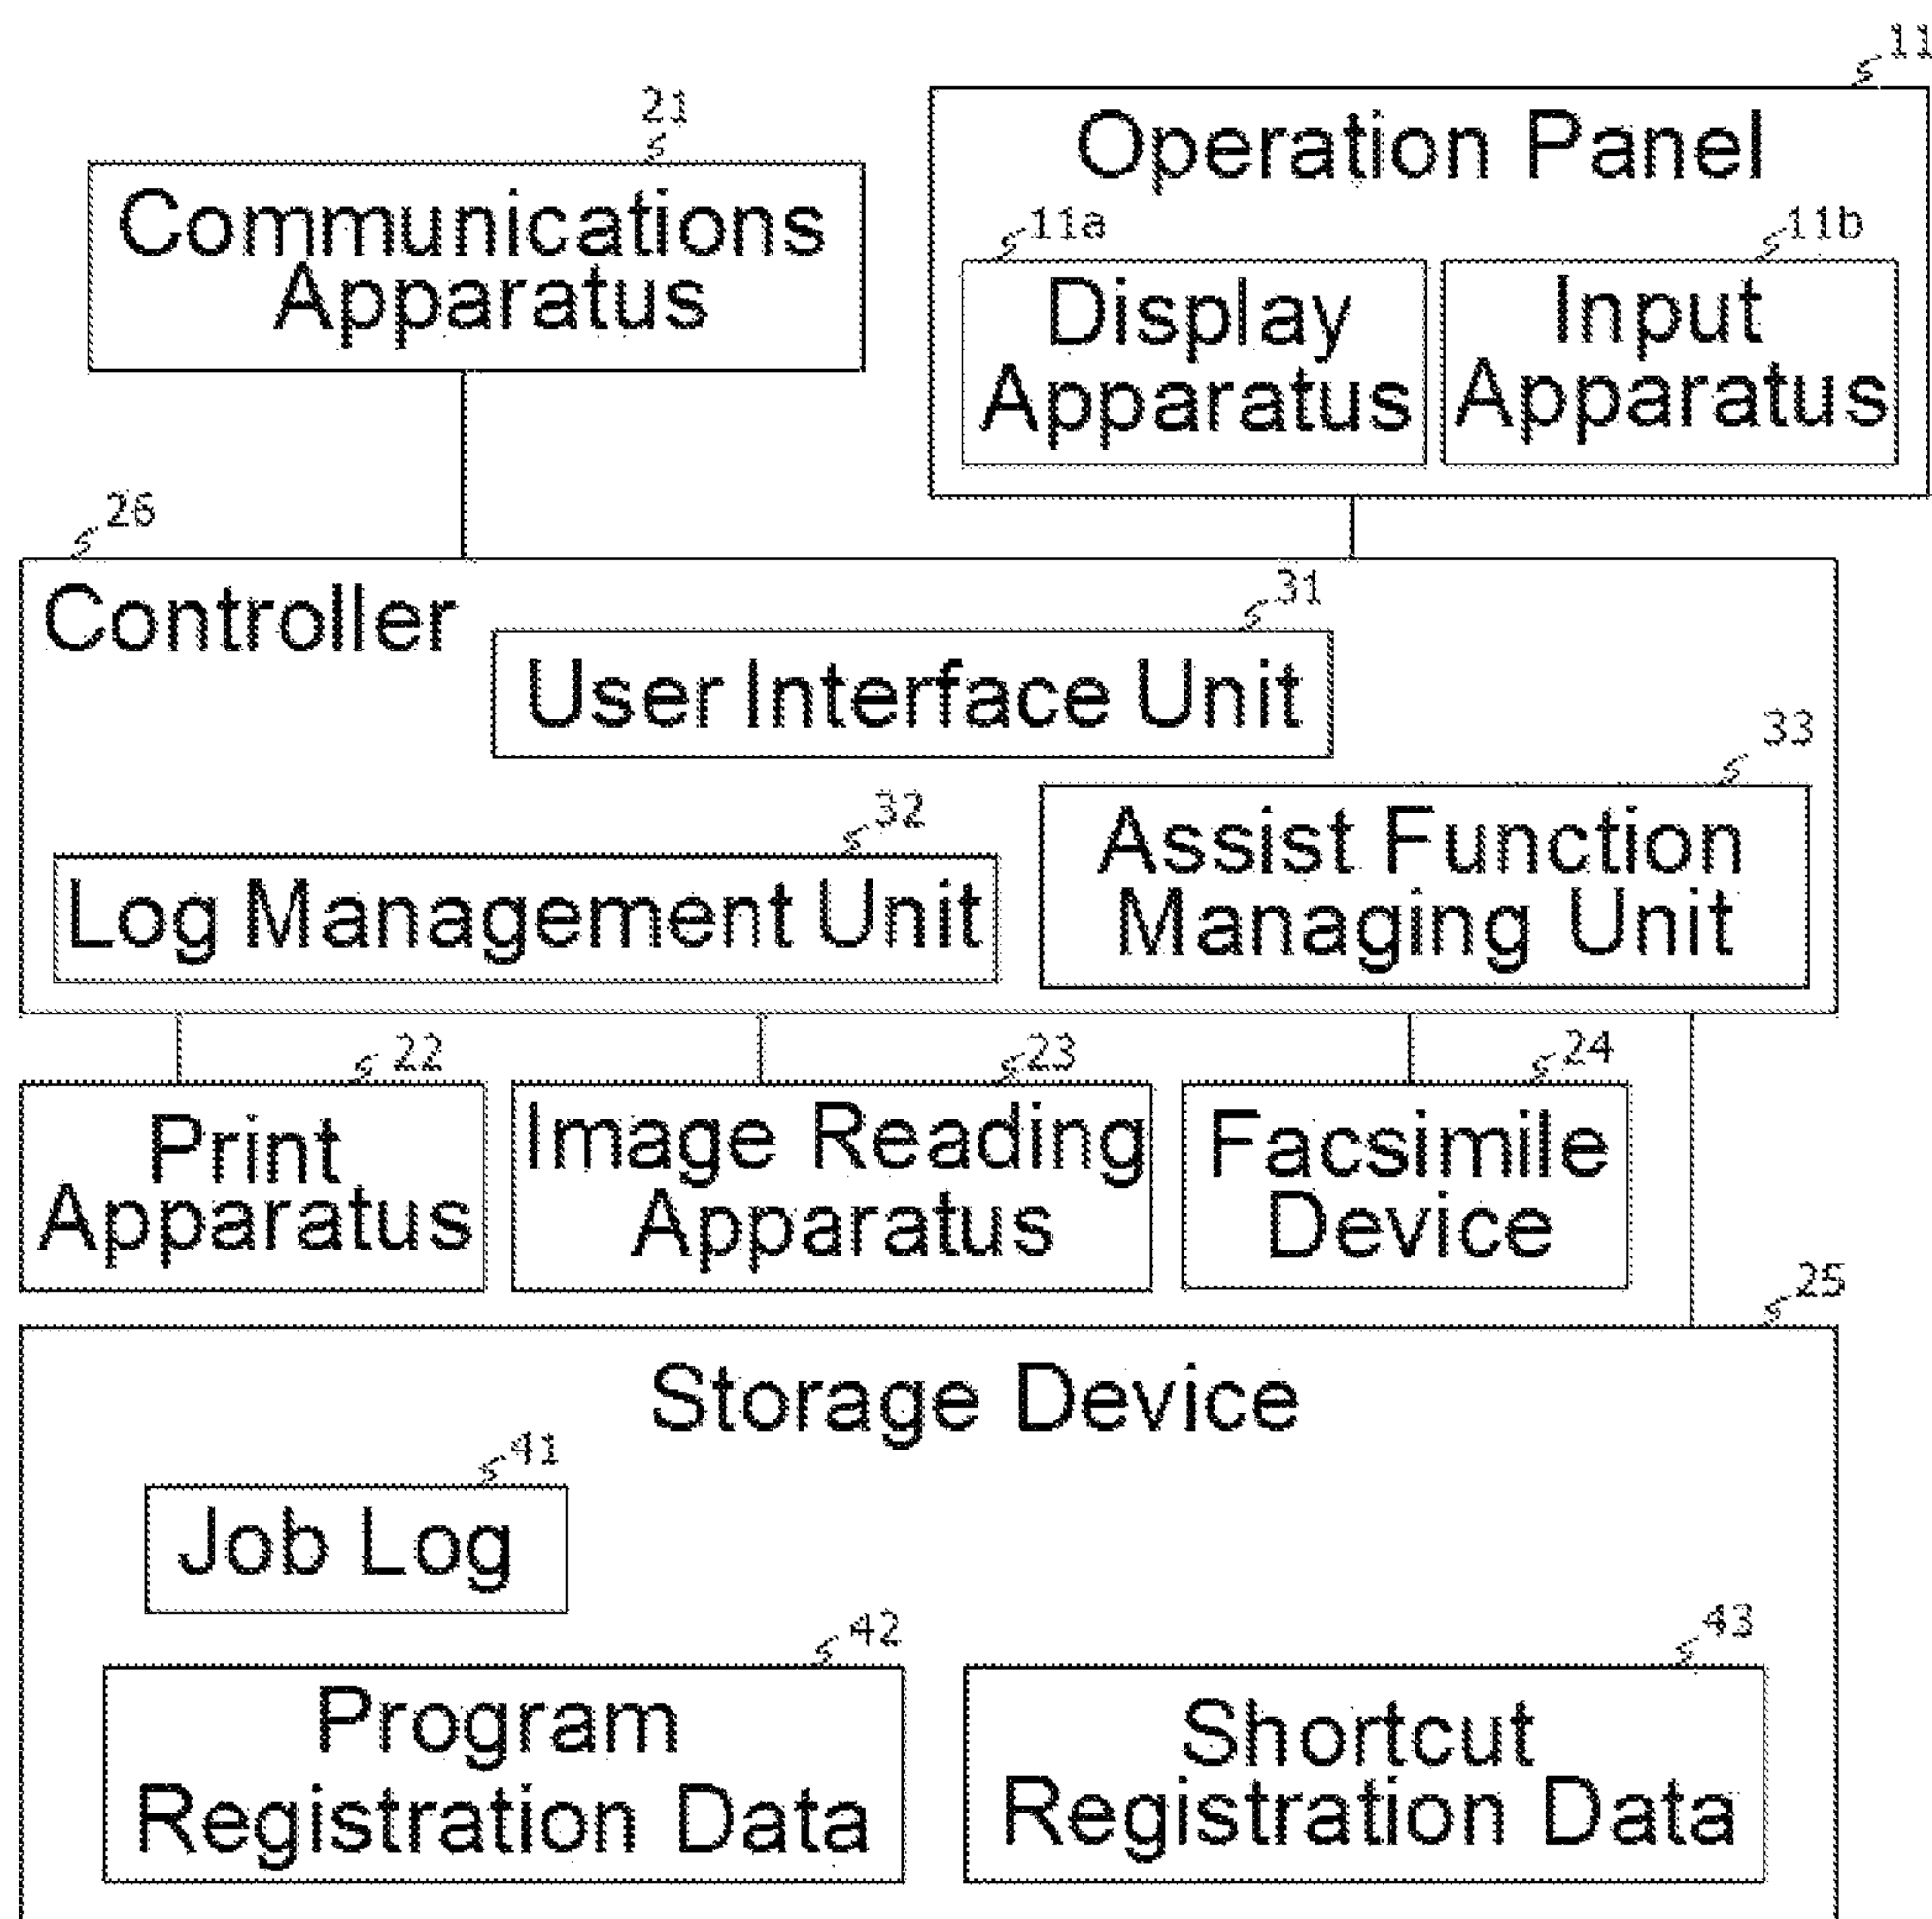 11
21
Operation Panel
Communications
Apparatus
11a
11b
Display
Apparatus
Input
Apparatus
26
Controller
31
User Interface Unit
33
32
Assist Function
Managing Unit
Log Management Unit
22
23
24
Print
Apparatus
Image Reading
Apparatus
Facsimile
Device
25
Storage Device
41
Job Log
42
43
Program
Registration Data
Shortcut
Registration Data